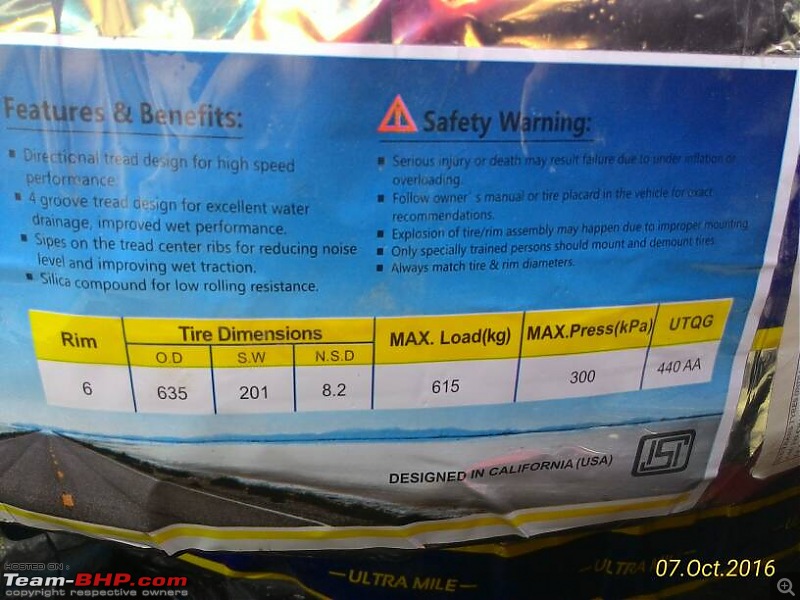 Features & Benefits:
▪ Directional tread design for high speed
performance.
▪ 4 groove tread design for excellent water
drainage, improved wet performance.
▪ Sipes on the tread center ribs for reducing noise
level and improving wet traction.
▪ Silica compound for low rolling resistance.
Safety Warning:
▪ Serious injury or death may result failure due to under inflation or
overloading.
▪ Follow owner's manual or tire placard in the vehicle for exact
recommendations.
▪ Explosion of tire/rim assembly may happen due to improper mounting
▪ Only specially trained persons should mount and demount tires
▪ Always match tire & rim diameters.
Rim Tire Dimensions MAX. Load(kg) MAX.Press(kPa) UTQG
O.D S.W N.S.D
6 635 201 8.2 615 300 440 AA
DESIGNED IN CALIFORNIA (USA)
ISI
ULTRA MILE
ULTRA MILE
07.Oct.2016
HOSTED ON
Team-BHP.com
copyright respective owners